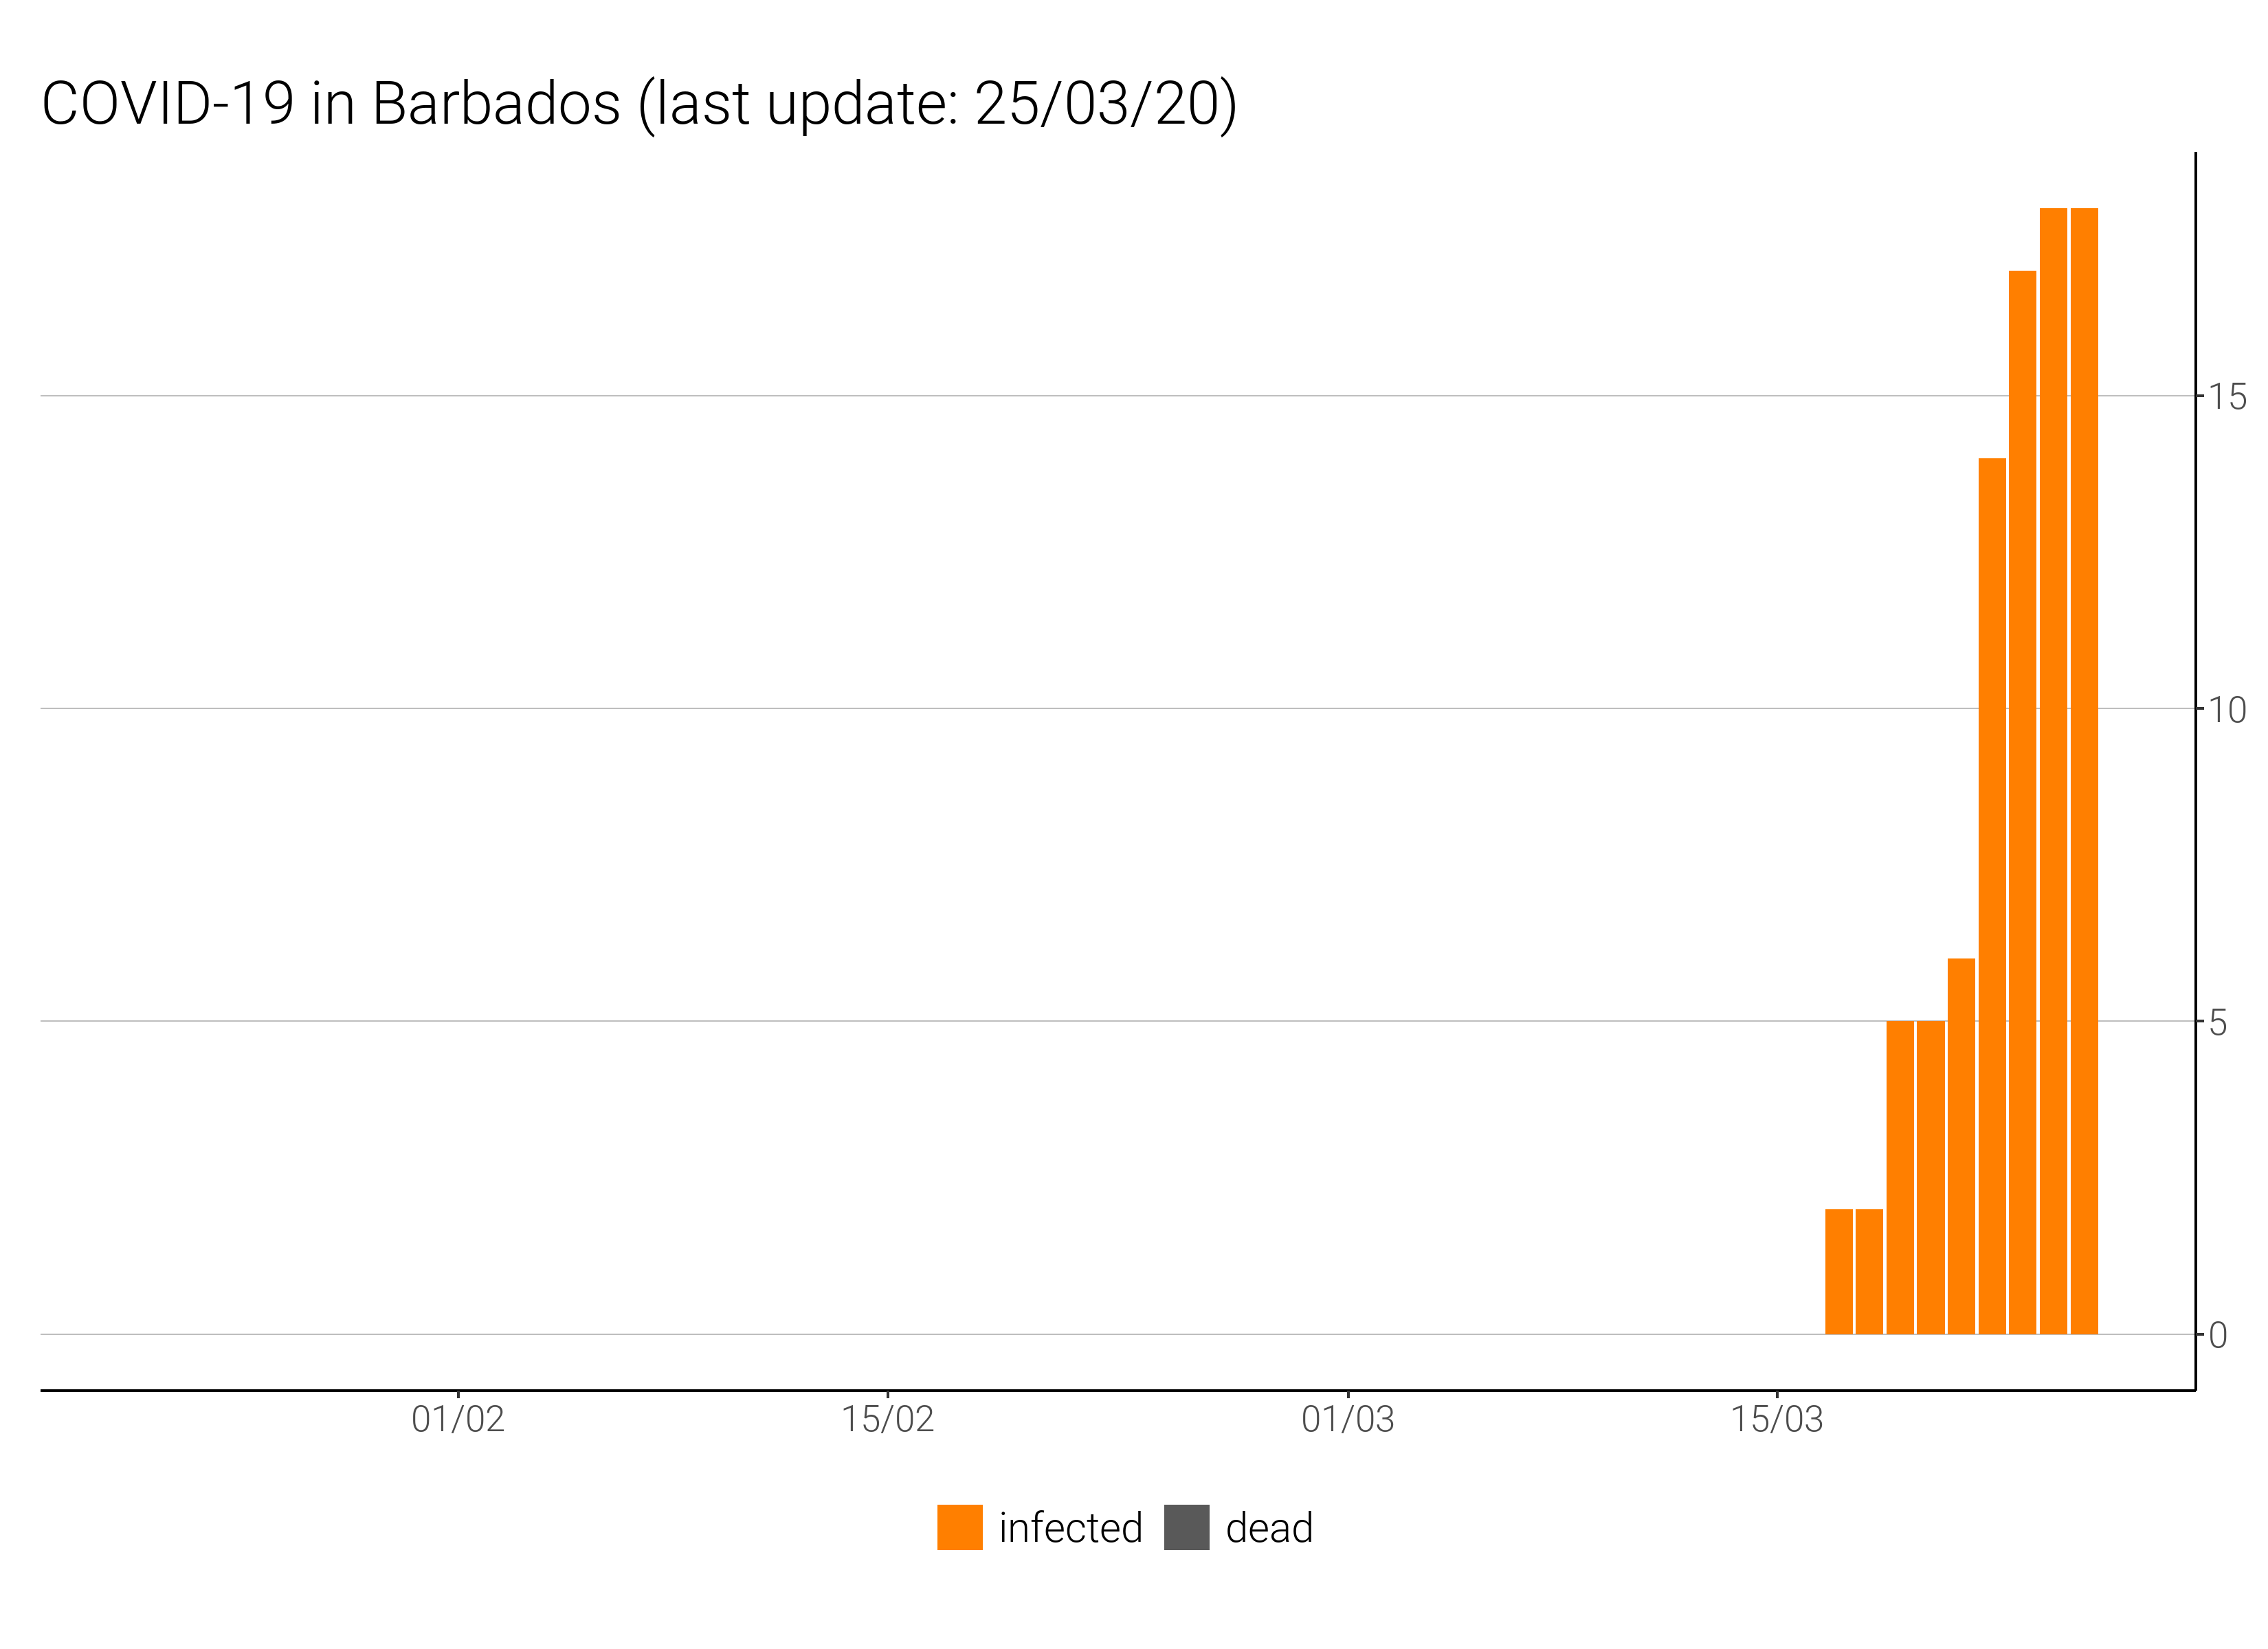 COVID-19 in Barbados (last update: 25/03/20)
15
10
5
0
01/02 15/02 01/03 15/03
infected dead